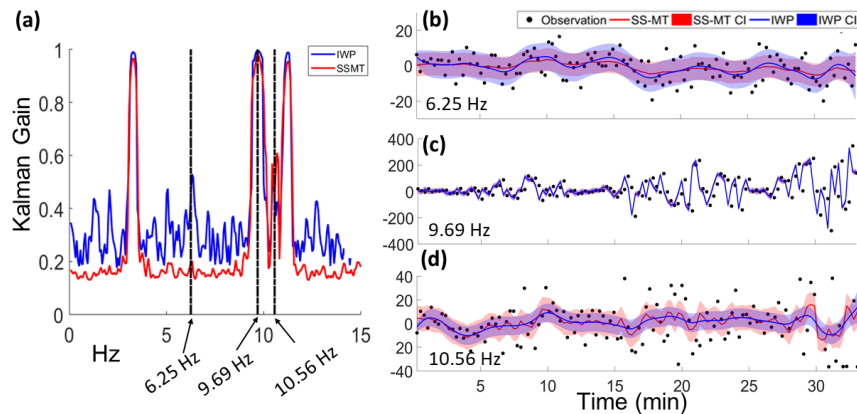 (a)
1
0.8
0.6
0.4
0.2
0
Kalman Gain
IWP
SSMT
0
5
10
15
Hz
6.25 Hz
9.69 Hz
10.56 Hz
Observation SS-MT SS-MT CI IWP IWP CI
(b)
20
0
-20
6.25 Hz
(c)
400
200
0
-200
-400
9.69 Hz
(d)
40
20
0
-20
-40
10.56 Hz
5 10 15 20 25 30
Time (min)